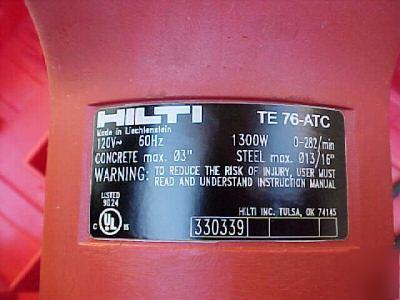 HILTI TE 76-ATC
Made in Liechtenstein
120V~ 60Hz 1300W 0-282/min
CONCRETE max. Ø3" STEEL max. Ø13/16"
WARNING: TO REDUCE THE RISK OF INJURY, USER MUST
READ AND UNDERSTAND INSTRUCTION MANUAL
LISTED
9D24
C UL US
HILTI INC. TULSA, OK 74145
330339